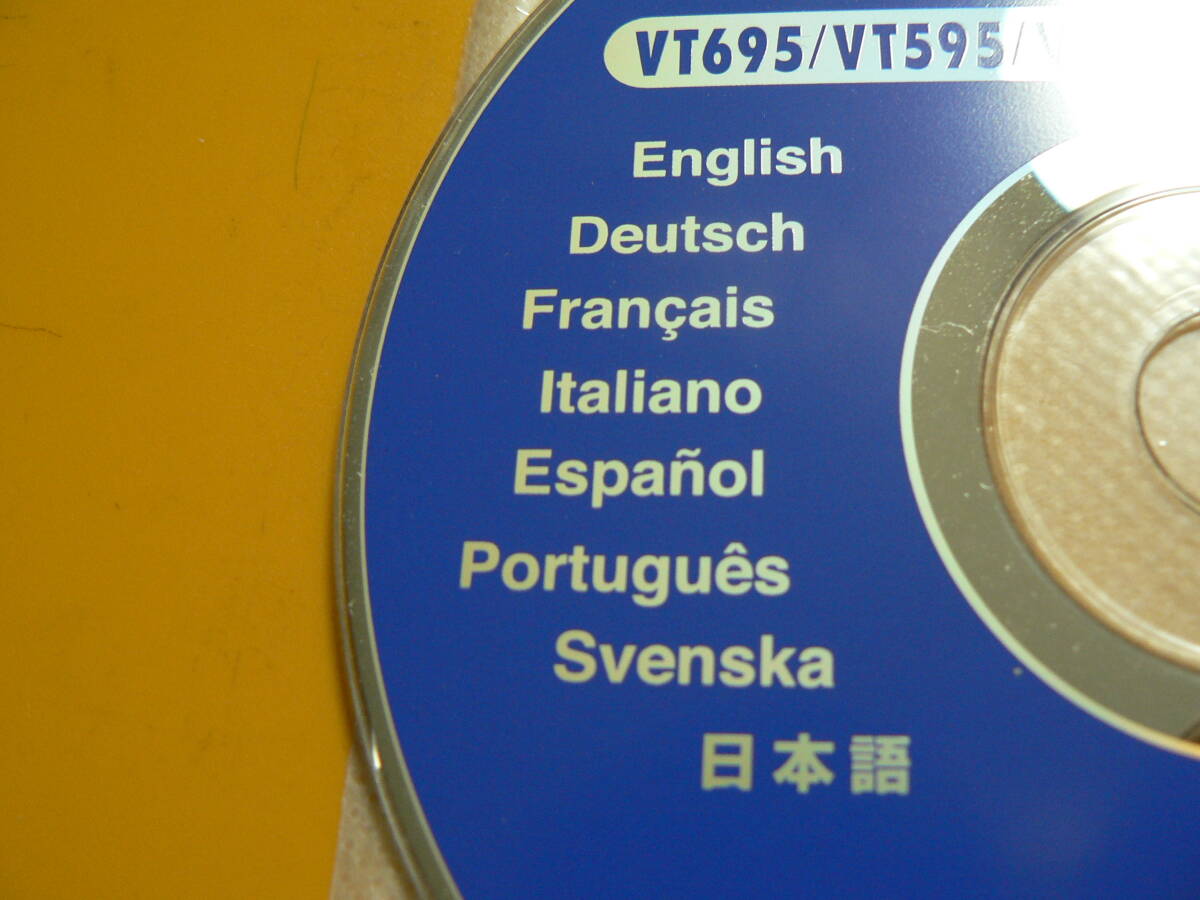 VT695/VT595/
English
Deutsch
Français
Italiano
Español
Português
Svenska
日本語